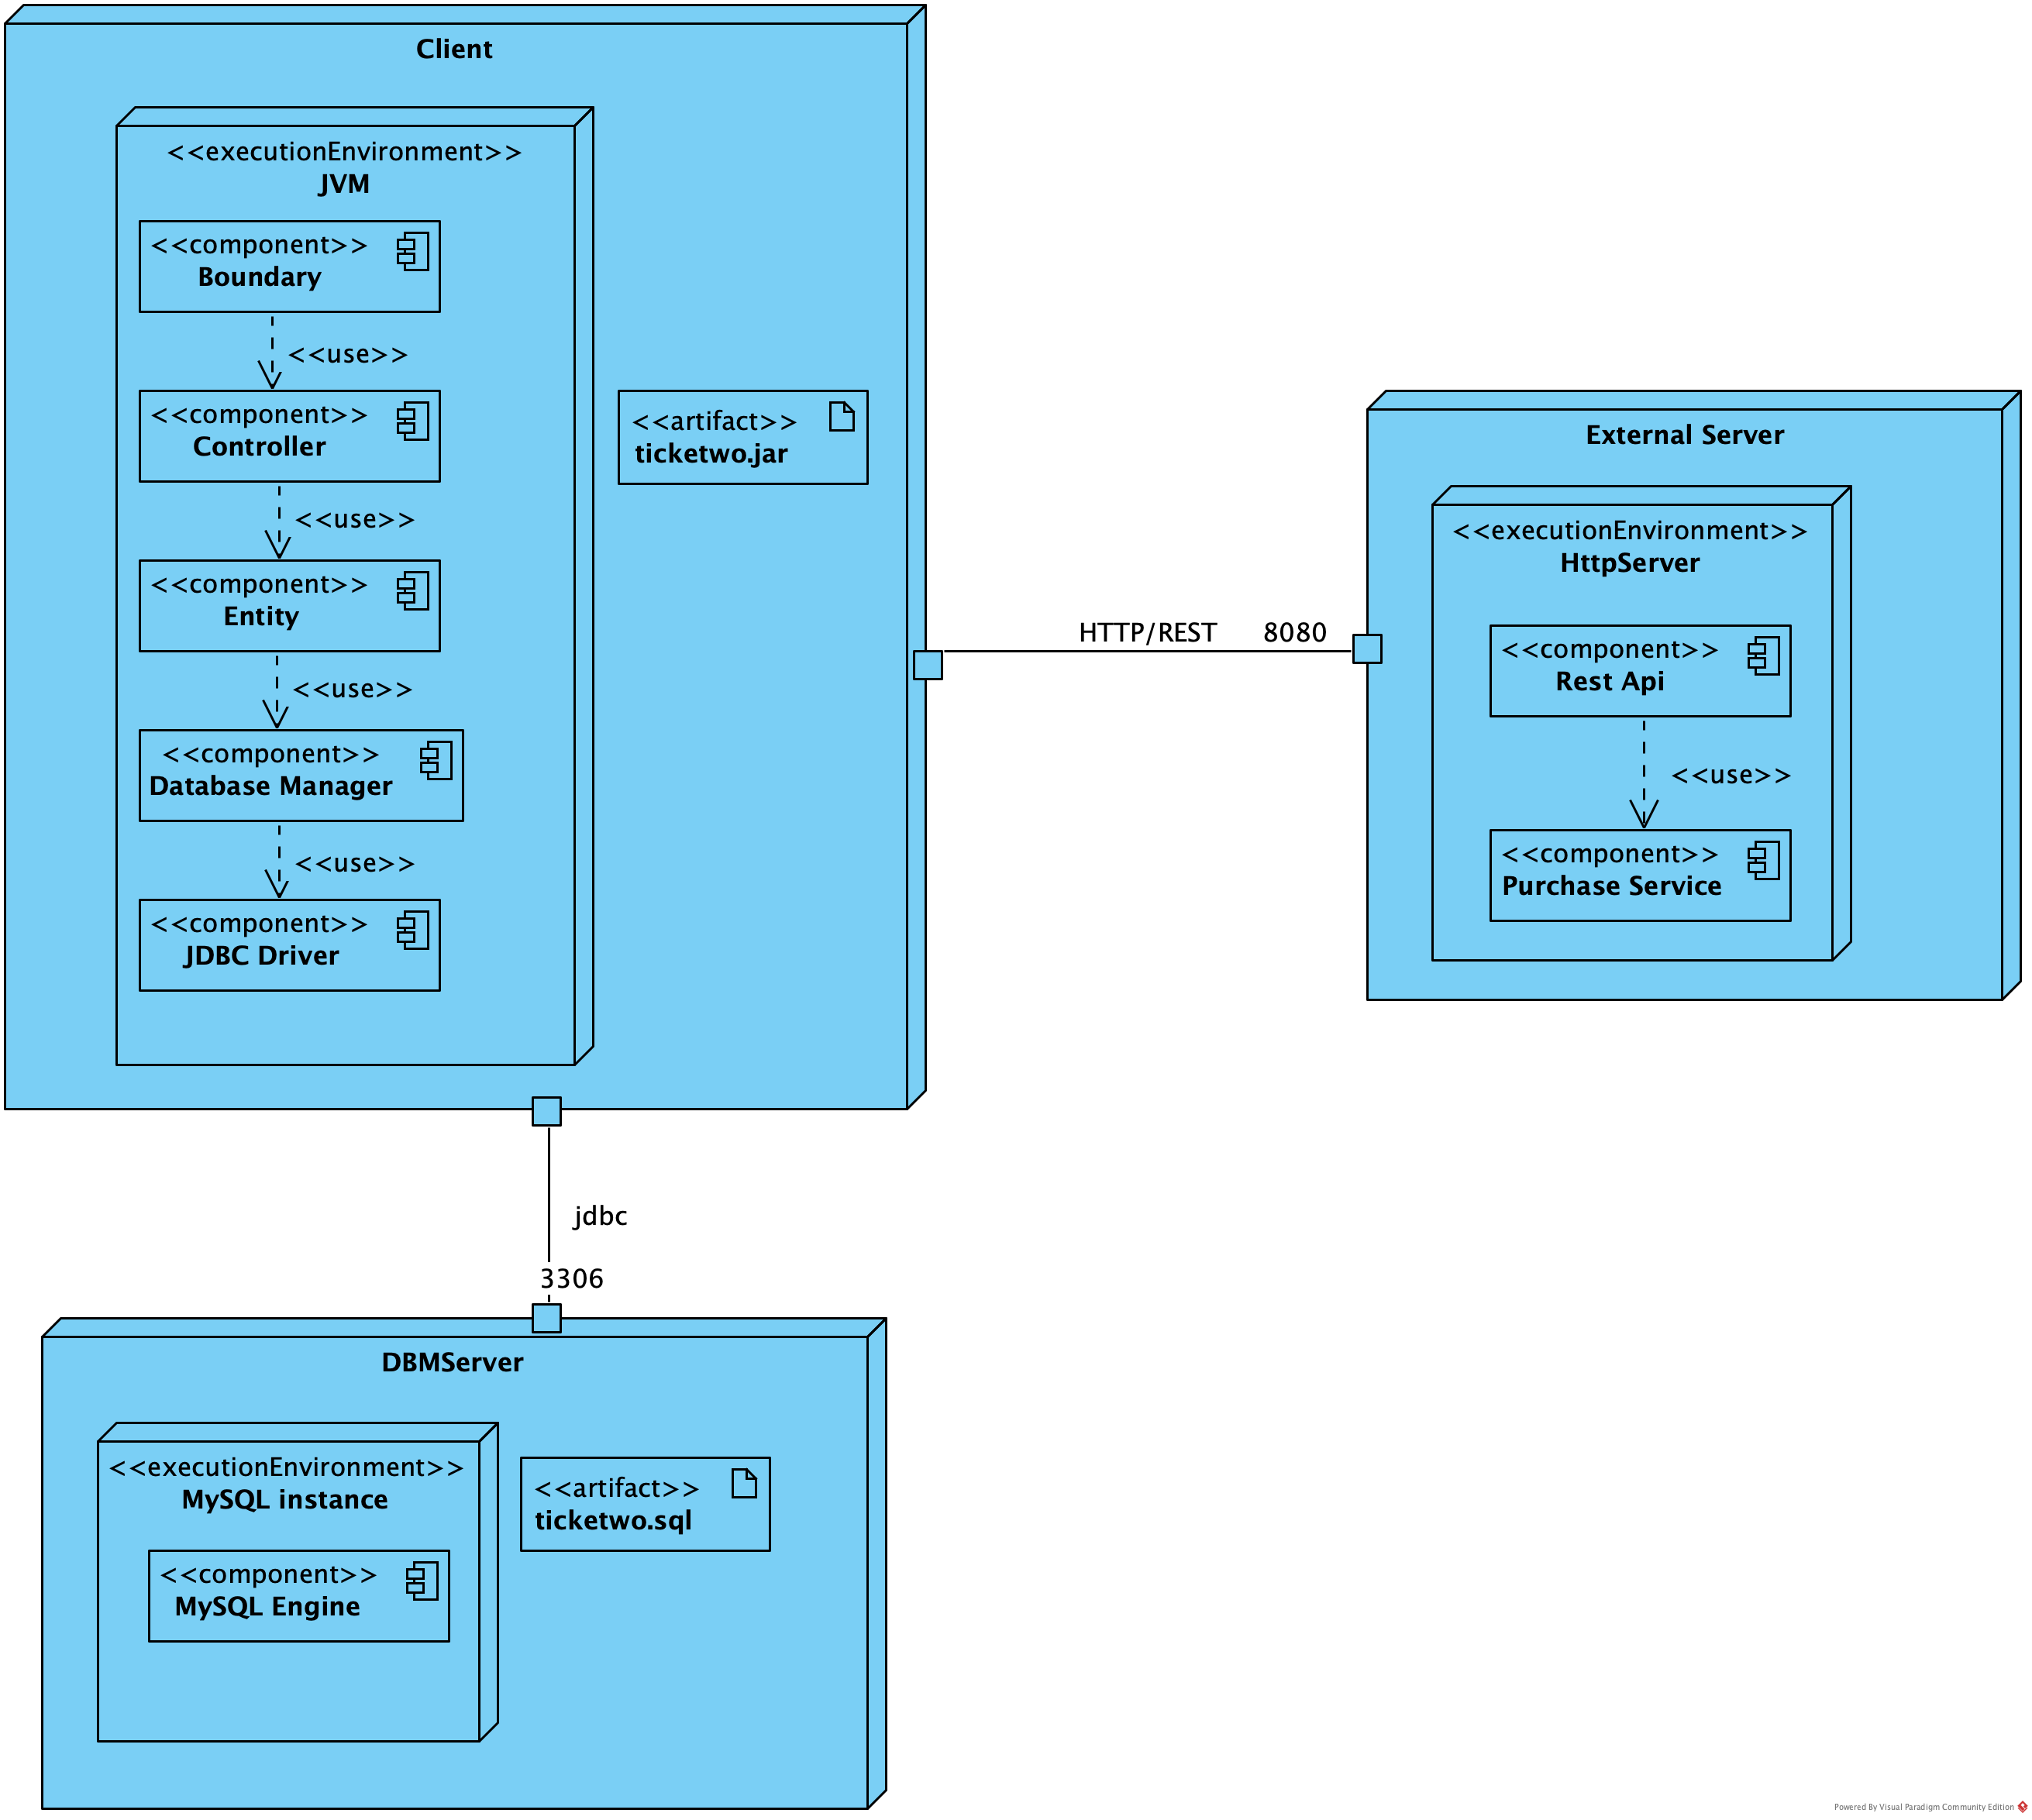 Client
<<executionEnvironment>>
JVM
<<component>>
Boundary
<<use>>
<<component>>
Controller
<<use>>
<<component>>
Entity
<<use>>
<<component>>
Database Manager
<<use>>
<<component>>
JDBC Driver
<<artifact>>
ticketwo.jar
HTTP/REST
8080
External Server
<<executionEnvironment>>
HttpServer
<<component>>
Rest Api
<<use>>
<<component>>
Purchase Service
jdbc
3306
DBMServer
<<executionEnvironment>>
MySQL instance
<<component>>
MySQL Engine
<<artifact>>
ticketwo.sql
Powered By Visual Paradigm Community Edition